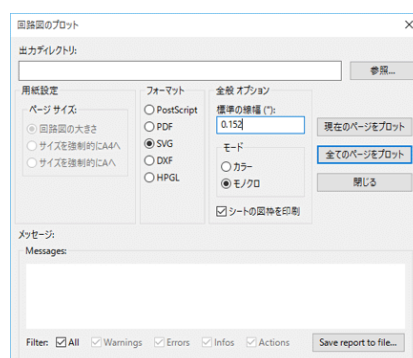 回路図のプロット
出力ディレクトリ:
参照...
用紙設定
ページ サイズ:
回路図の大きさ
サイズを強制的にA4へ
サイズを強制的にAへ
フォーマット
PostScript
PDF
SVG
DXF
HPGL
全般 オプション
標準の線幅 ("):
0.152
モード
カラー
モノクロ
シートの図枠を印刷
現在のページをプロット
全てのページをプロット
閉じる
メッセージ:
Messages:
Filter: All Warnings Errors Infos Actions Save report to file...